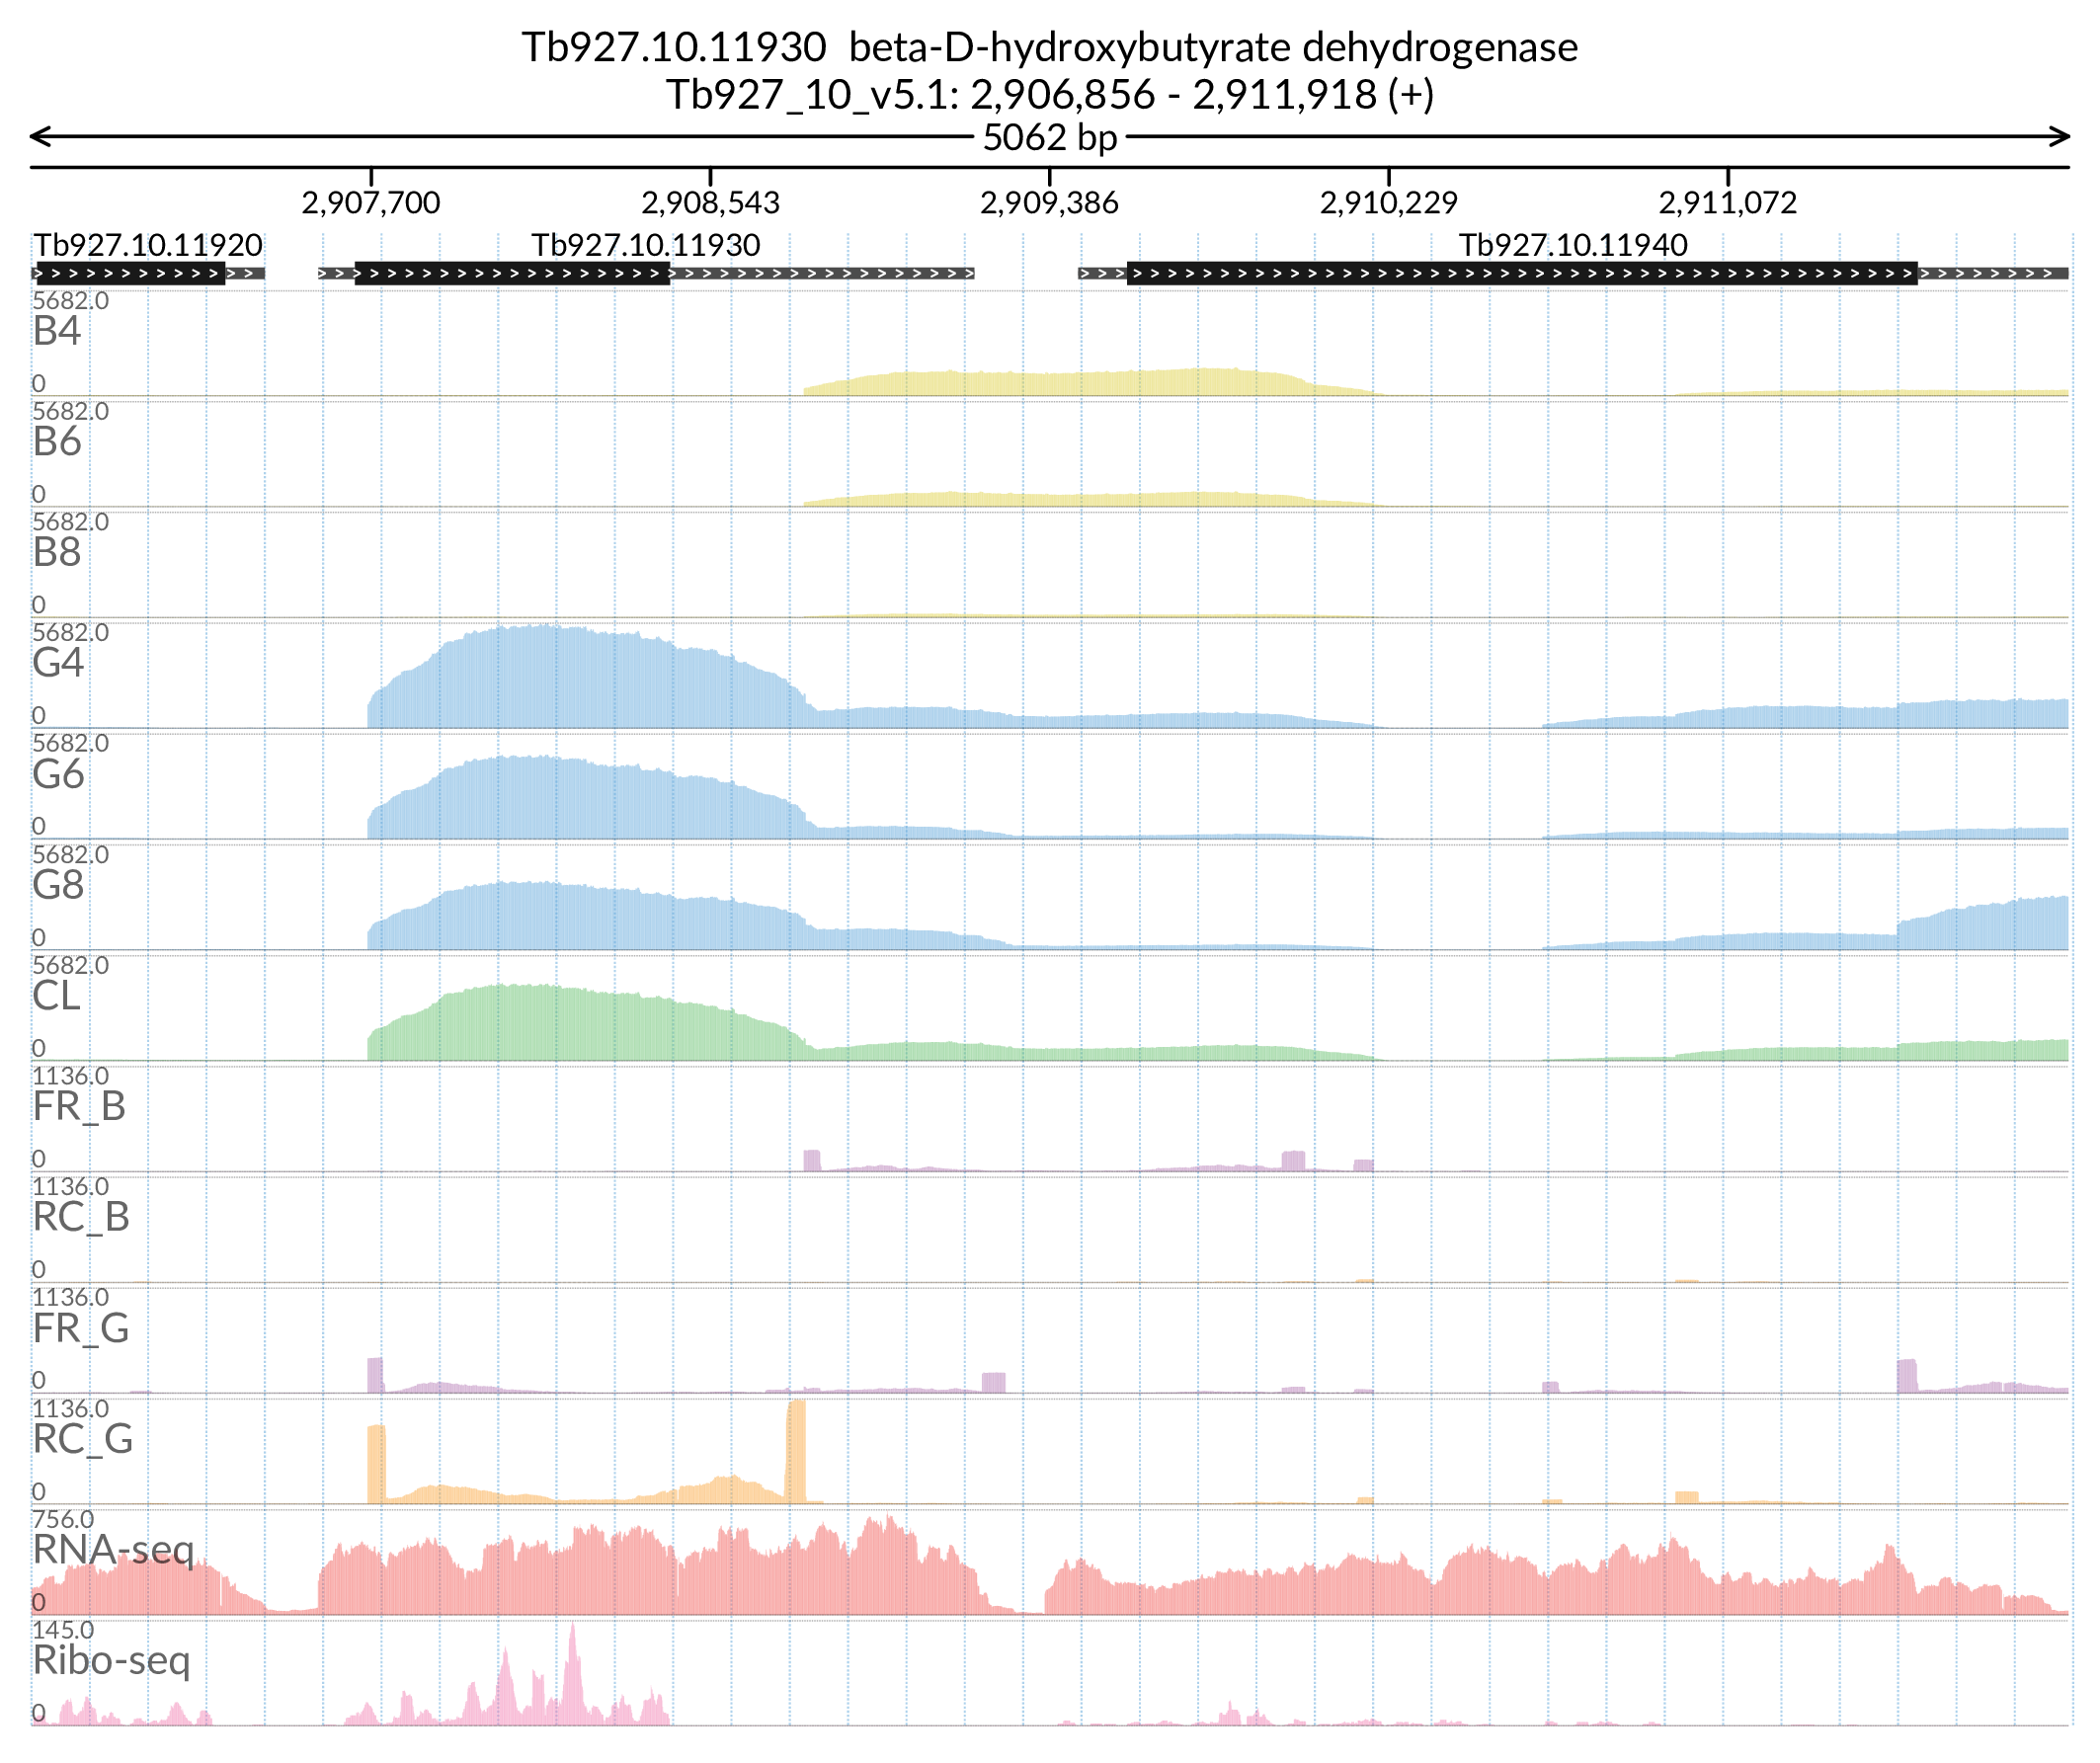 Tb927.10.11930  beta-D-hydroxybutyrate dehydrogenase
Tb927_10_v5.1: 2,906,856 - 2,911,918 (+)
5062 bp
2,907,700 2,908,543 2,909,386 2,910,229 2,911,072
Tb927.10.11920 Tb927.10.11930 Tb927.10.11940
5682.0
B4
0
5682.0
B6
0
5682.0
B8
0
5682.0
G4
0
5682.0
G6
0
5682.0
G8
0
5682.0
CL
0
1136.0
FR_B
0
1136.0
RC_B
0
1136.0
FR_G
0
1136.0
RC_G
0
756.0
RNA-seq
0
145.0
Ribo-seq
0